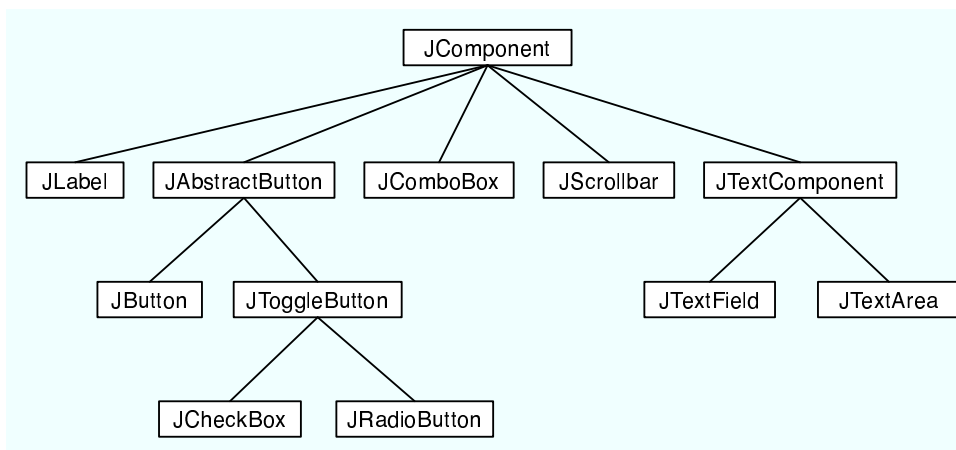 JComponent
JLabel
JAbstractButton
JComboBox
JScrollbar
JTextComponent
JButton
JToggleButton
JTextField
JTextArea
JCheckBox
JRadioButton